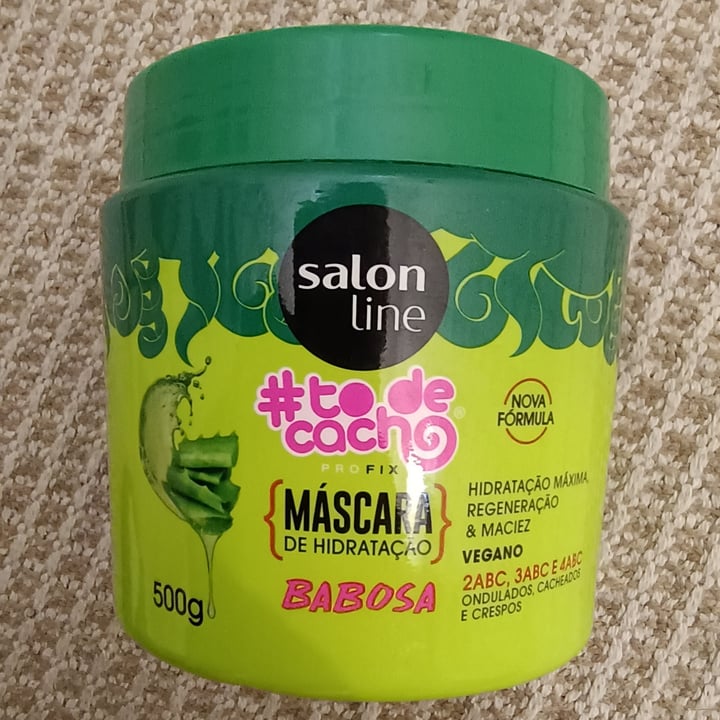 salon
line
#to de
cacho®
PROFIX
NOVA
FÓRMULA
{MÁSCARA
DE HIDRATAÇÃO}
BABOSA
HIDRATAÇÃO MÁXIMA,
REGENERAÇÃO
& MACIEZ
VEGANO
2ABC, 3ABC E 4ABC
ONDULADOS, CACHEADOS
E CRESPOS
500g